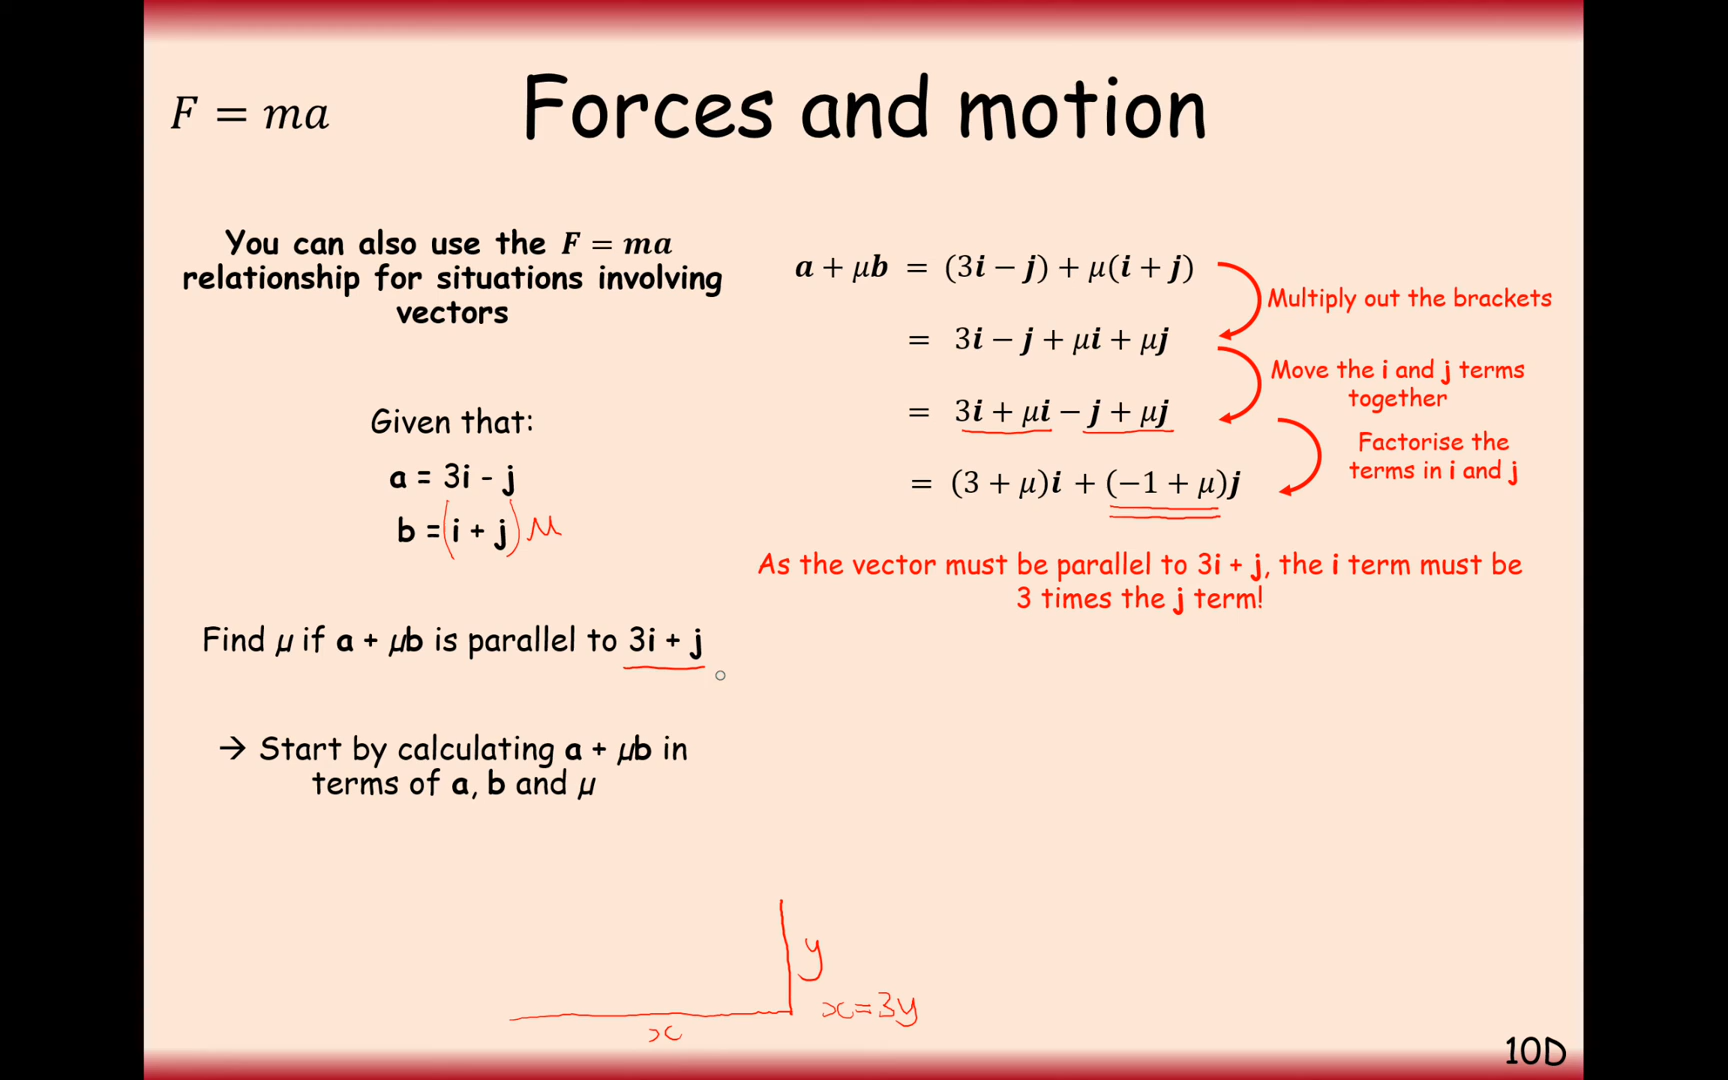 F = ma
Forces and motion
You can also use the F = ma
relationship for situations involving
vectors
Given that:
a = 3i - j
b = (i + j) μ
Find μ if a + μb is parallel to 3i + j
→ Start by calculating a + μb in
terms of a, b and μ
a + μb = (3i − j) + μ(i + j)
Multiply out the brackets
= 3i − j + μi + μj
Move the i and j terms
together
= 3i + μi − j + μj
Factorise the
terms in i and j
= (3 + μ)i + (−1 + μ)j
As the vector must be parallel to 3i + j, the i term must be
3 times the j term!
y
x=3y
x
10D